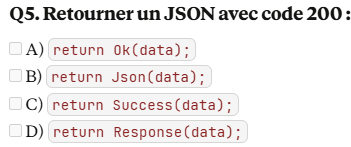 Q5. Retourner un JSON avec code 200 :
A) return Ok(data);
B) return Json(data);
C) return Success(data);
D) return Response(data);